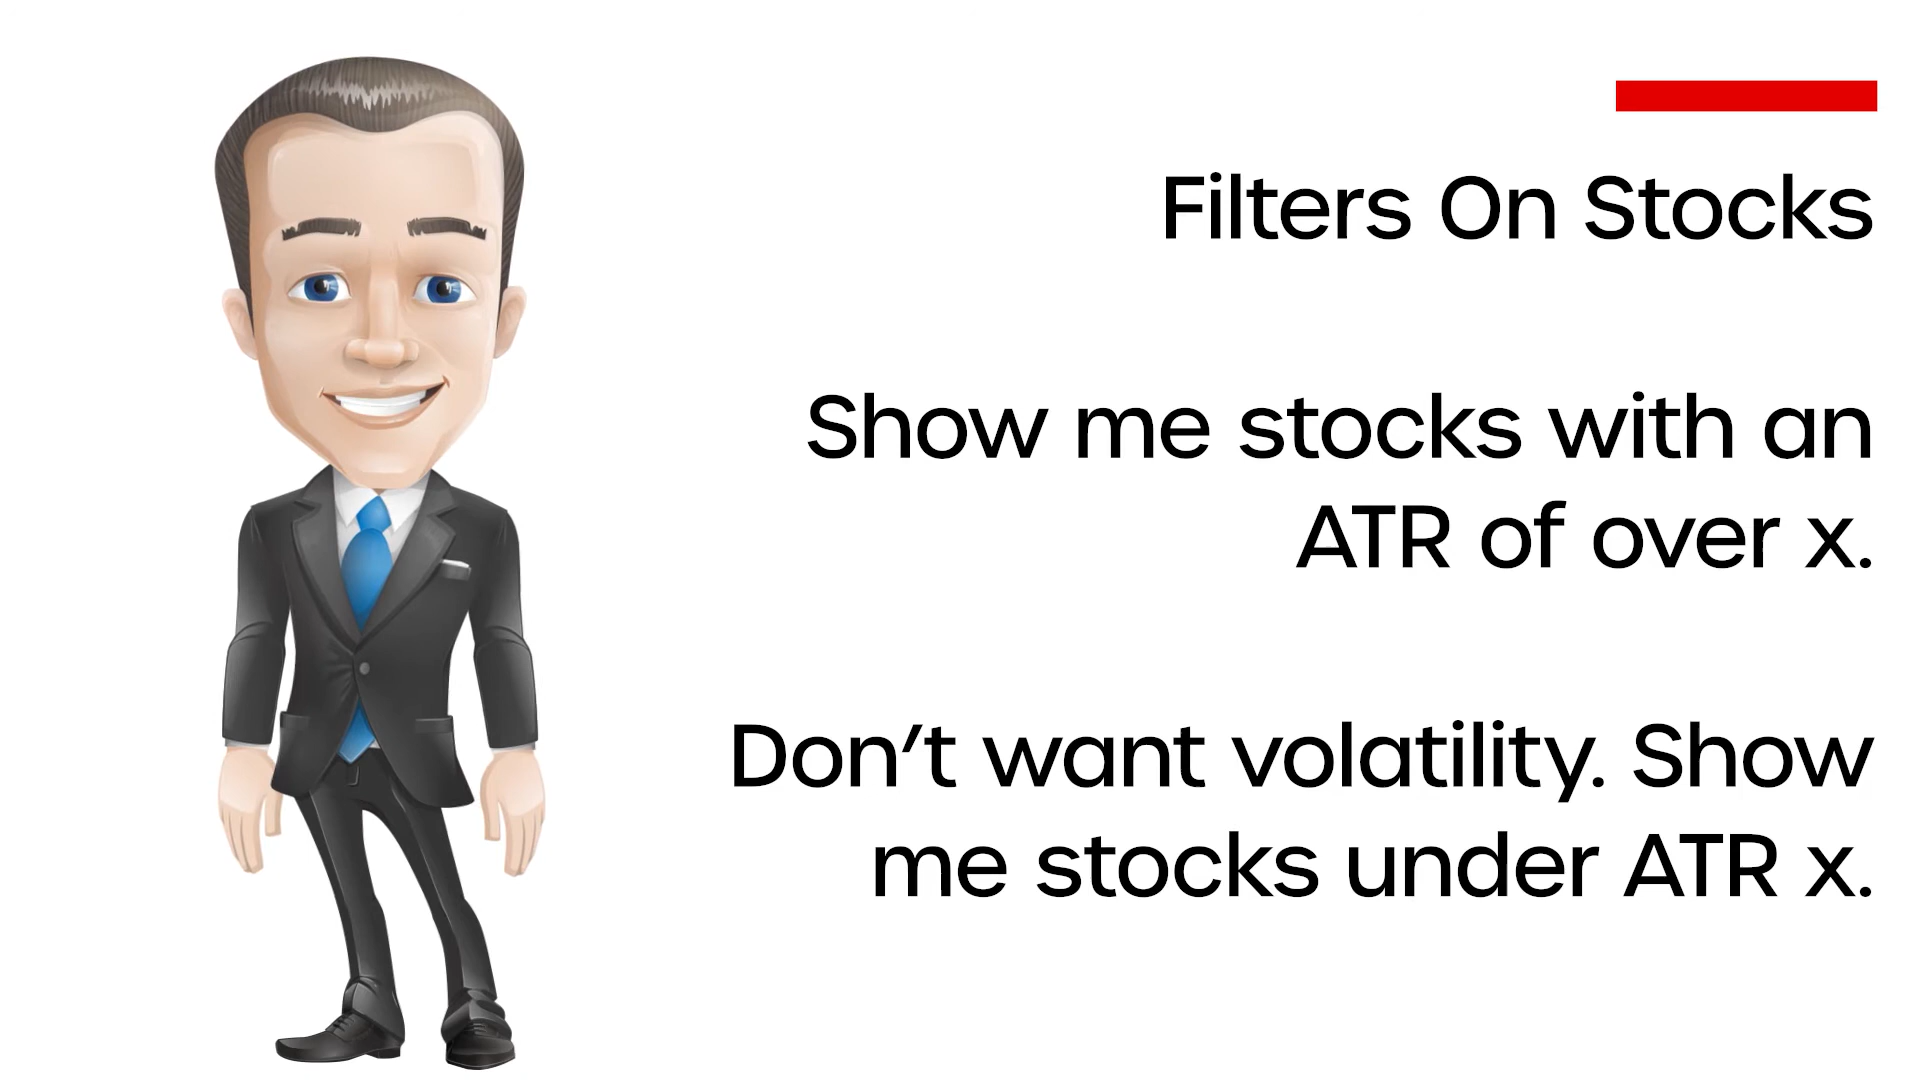 Filters On Stocks
Show me stocks with an
ATR of over x.
Don’t want volatility. Show
me stocks under ATR x.